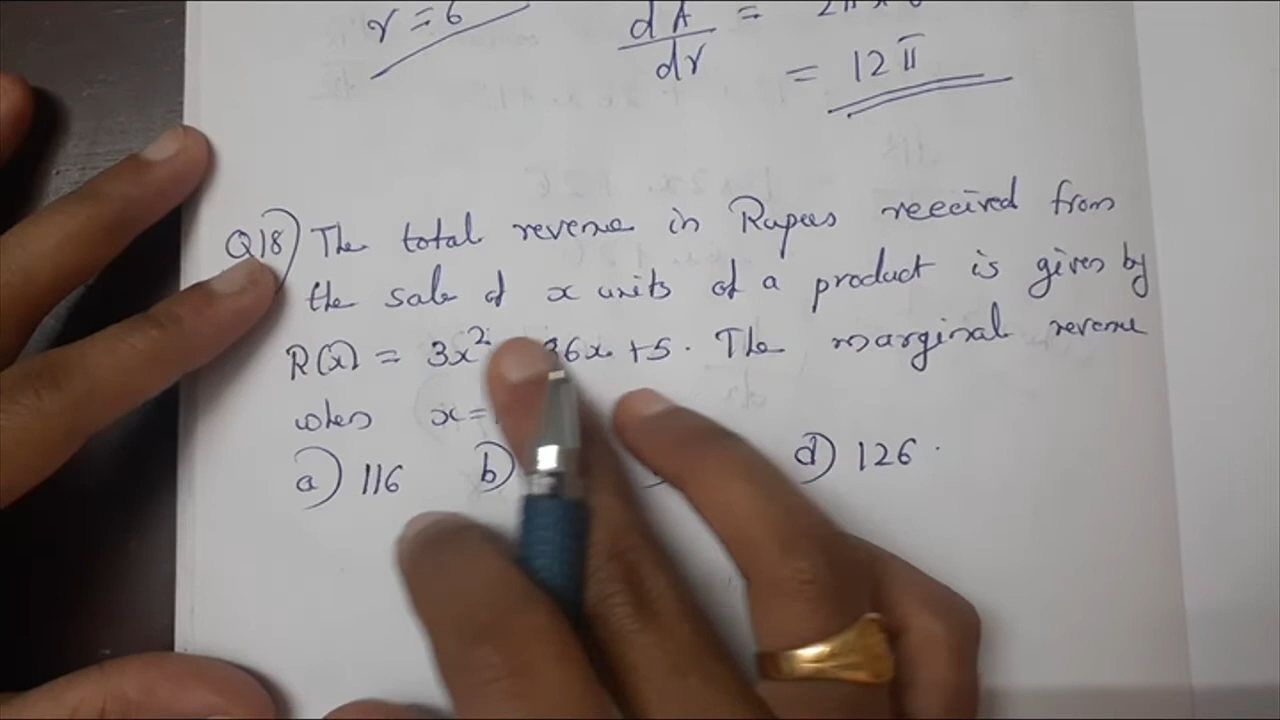 r = 6
dA/dr =
= 12π
Q18) The total revenue in Rupees received from
the sale of x units of a product is given by
R(x) = 3x² 36x + 5. The marginal revenue
when x =
a) 116 b) d) 126.